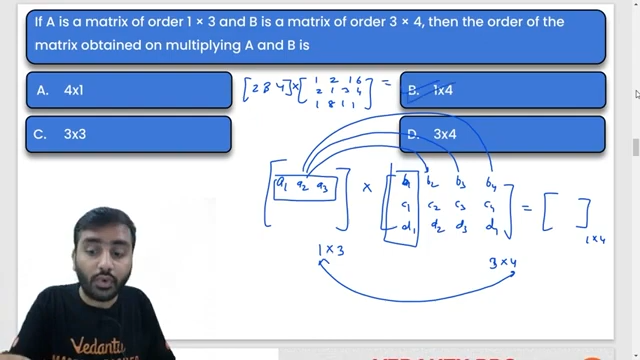 If A is a matrix of order 1 × 3 and B is a matrix of order 3 × 4, then the order of the
matrix obtained on multiplying A and B is
A. 4x1
B. 1x4
C. 3x3
D. 3x4
[2 3 4] × [1 2 1 6
2 1 3 4
1 8 1 1] =
[a1 a2 a3] × [b1 b2 b3 b4
c1 c2 c3 c4
d1 d2 d3 d4] = [ ]
1×4
1×3
3×4
Vedantu